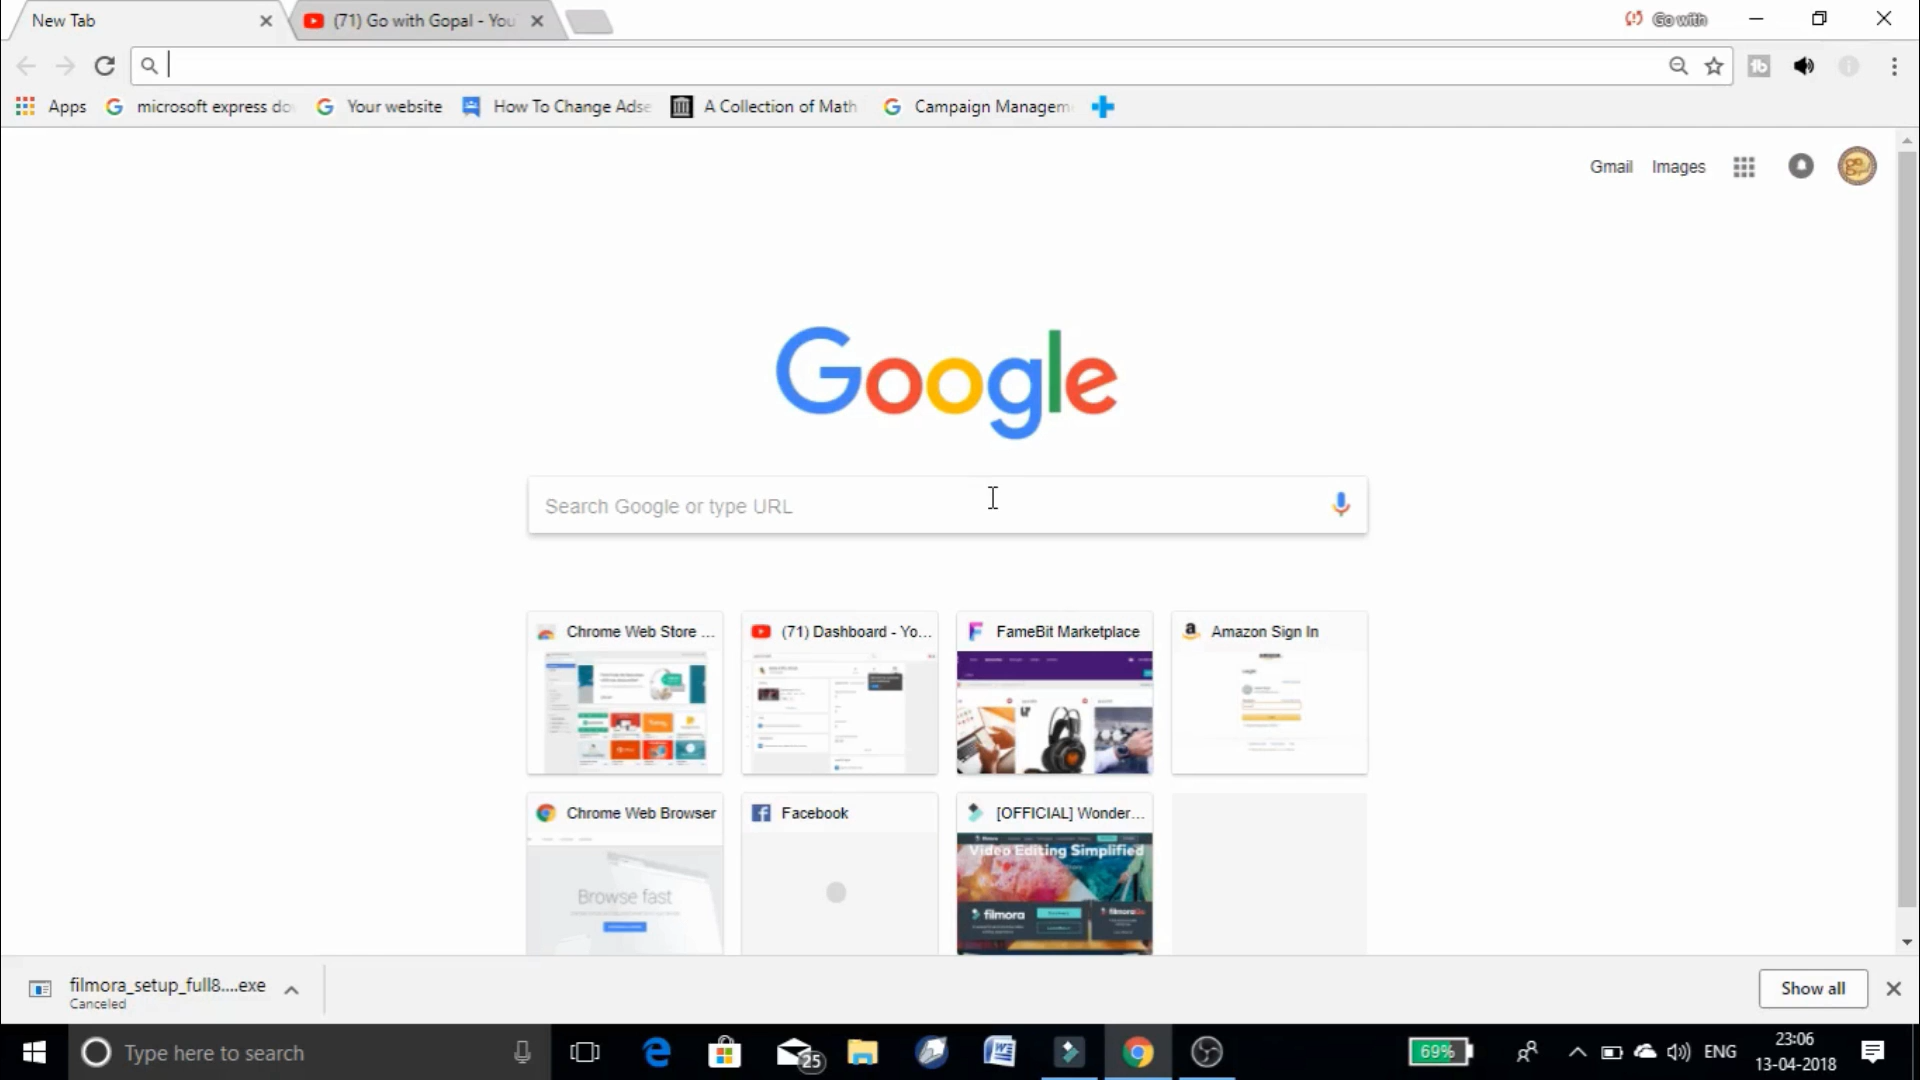 New Tab
(71) Go with Gopal - You
Go with
microsoft express do
Apps
Your website
How To Change Adse
A Collection of Math
Campaign Managem
Gmail
Images
Google
Search Google or type URL
Chrome Web Store ...
(71) Dashboard - Yo...
FameBit Marketplace
Amazon Sign In
Chrome Web Browser
Facebook
[OFFICIAL] Wonder...
Browse fast
Video Editing Simplified
filmora
filmora_setup_full8....exe
Canceled
Show all
Type here to search
25
69%
ENG
23:06
13-04-2018